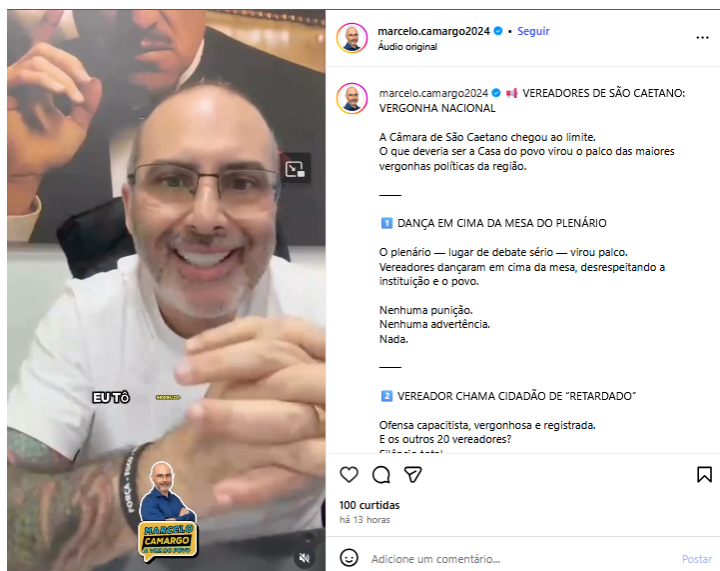 marcelo.camargo2024 • Seguir
Áudio original
marcelo.camargo2024 VEREADORES DE SÃO CAETANO:
VERGONHA NACIONAL
A Câmara de São Caetano chegou ao limite.
O que deveria ser a Casa do povo virou o palco das maiores
vergonhas políticas da região.
1 DANÇA EM CIMA DA MESA DO PLENÁRIO
O plenário — lugar de debate sério — virou palco.
Vereadores dançaram em cima da mesa, desrespeitando a
instituição e o povo.
Nenhuma punição.
Nenhuma advertência.
Nada.
2 VEREADOR CHAMA CIDADÃO DE “RETARDADO”
Ofensa capacitista, vergonhosa e registrada.
E os outros 20 vereadores?
EU TÔ
FORÇA
MARCELO
CAMARGO
A VOZ DO POVO
100 curtidas
há 13 horas
Adicione um comentário...
Postar